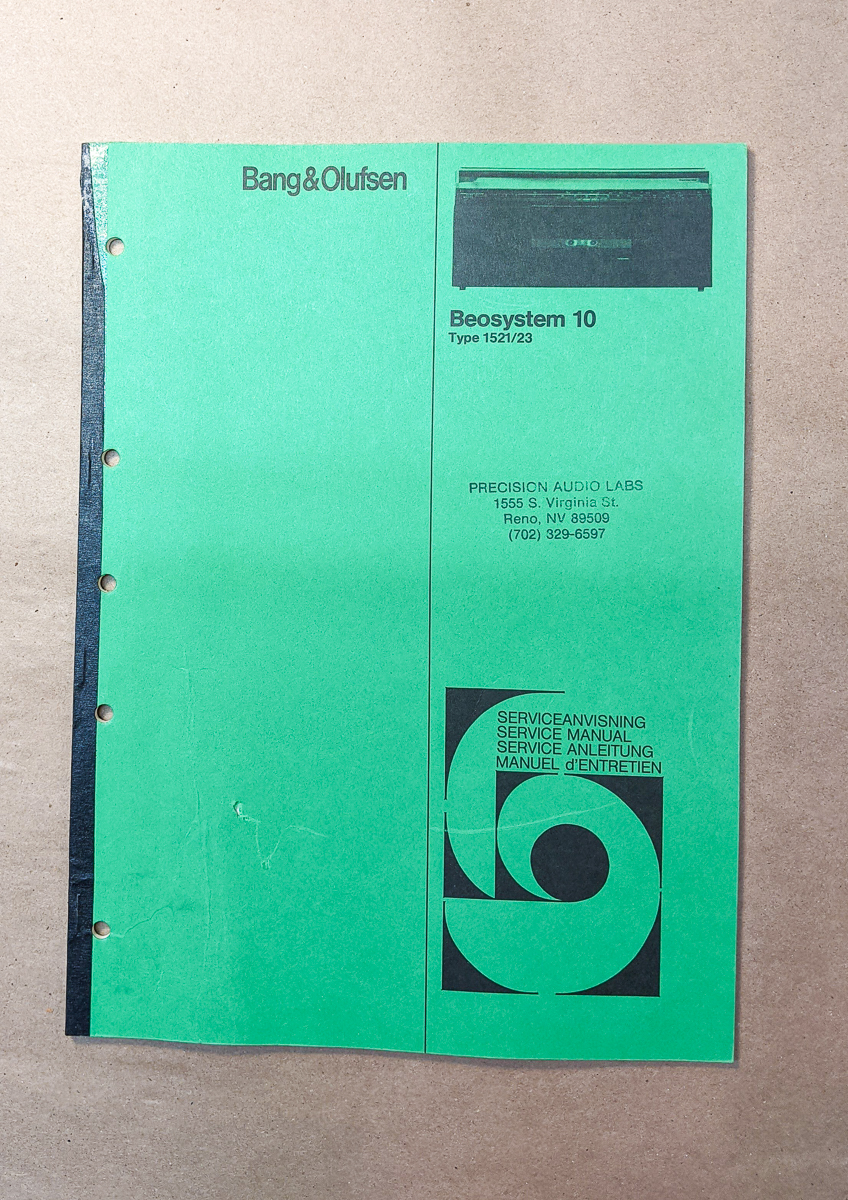 Bang&Olufsen
Beosystem 10
Type 1521/23
PRECISION AUDIO LABS
1555 S. Virginia St.
Reno, NV 89509
(702) 329-6597
SERVICEANVISNING
SERVICE MANUAL
SERVICE ANLEITUNG
MANUEL d'ENTRETIEN